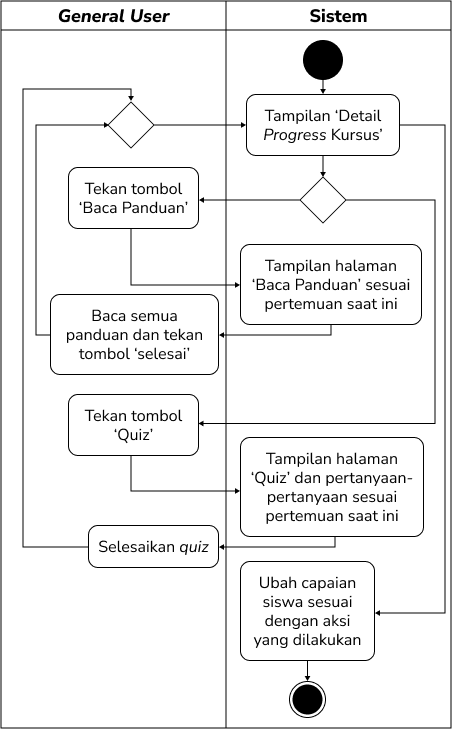 General User
Sistem
Tampilan ‘Detail
Progress Kursus’
Tekan tombol
‘Baca Panduan’
Tampilan halaman
‘Baca Panduan’ sesuai
pertemuan saat ini
Baca semua
panduan dan tekan
tombol ‘selesai’
Tekan tombol
‘Quiz’
Tampilan halaman
‘Quiz’ dan pertanyaan-
pertanyaan sesuai
pertemuan saat ini
Selesaikan quiz
Ubah capaian
siswa sesuai
dengan aksi
yang dilakukan